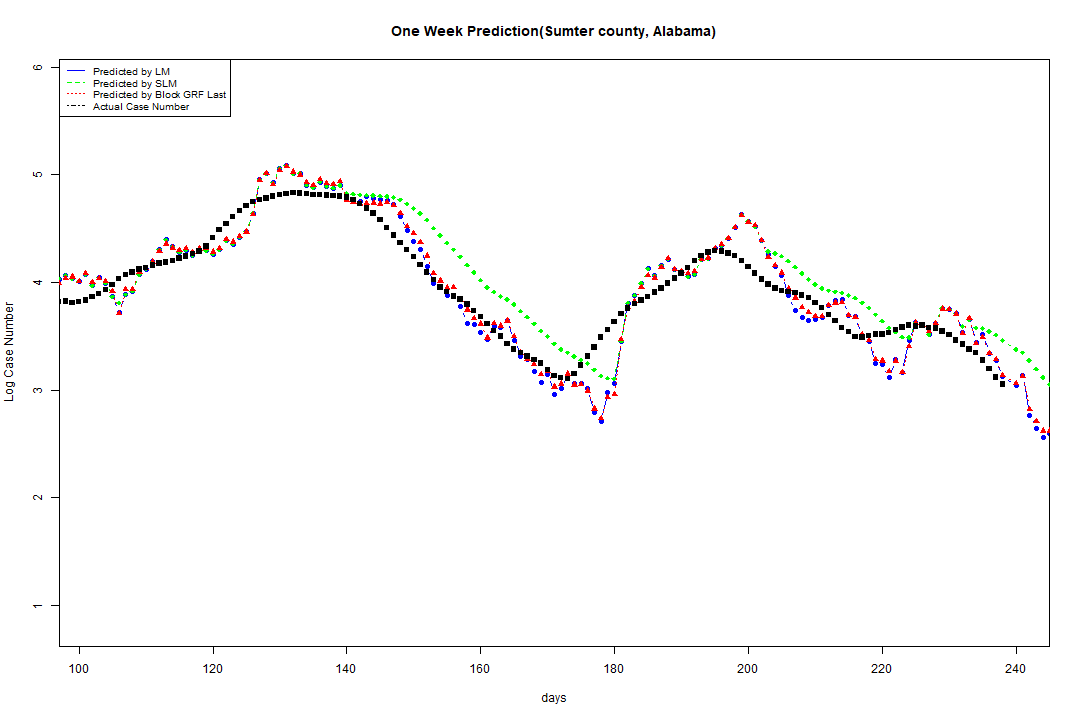 One Week Prediction(Sumter county, Alabama)
Predicted by LM
Predicted by SLM
Predicted by Block GRF Last
Actual Case Number
6
5
4
3
2
1
Log Case Number
100 120 140 160 180 200 220 240
days